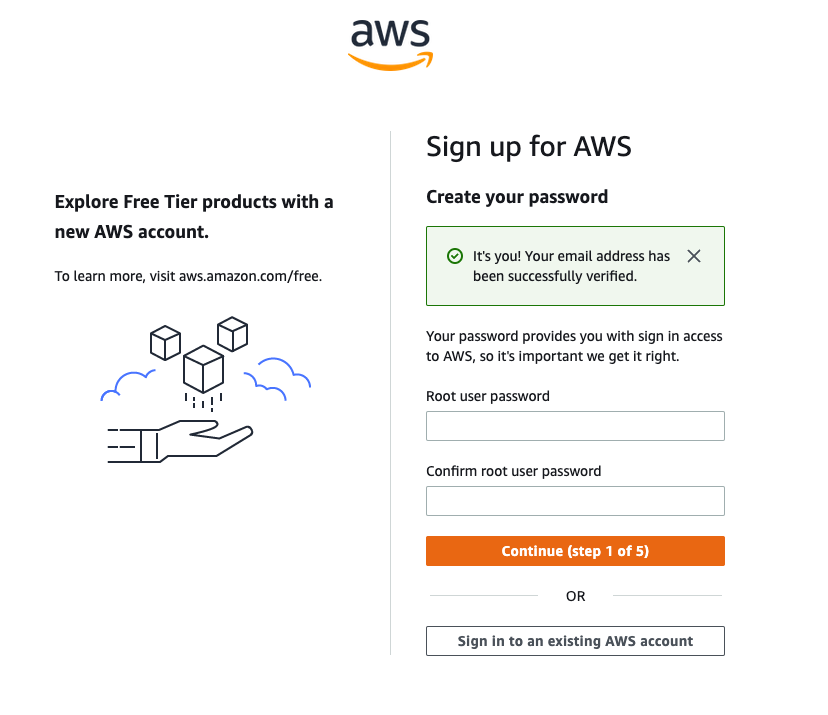 aws
Explore Free Tier products with a
new AWS account.
To learn more, visit aws.amazon.com/free.
Sign up for AWS
Create your password
It's you! Your email address has
been successfully verified.
Your password provides you with sign in access
to AWS, so it's important we get it right.
Root user password
Confirm root user password
Continue (step 1 of 5)
OR
Sign in to an existing AWS account